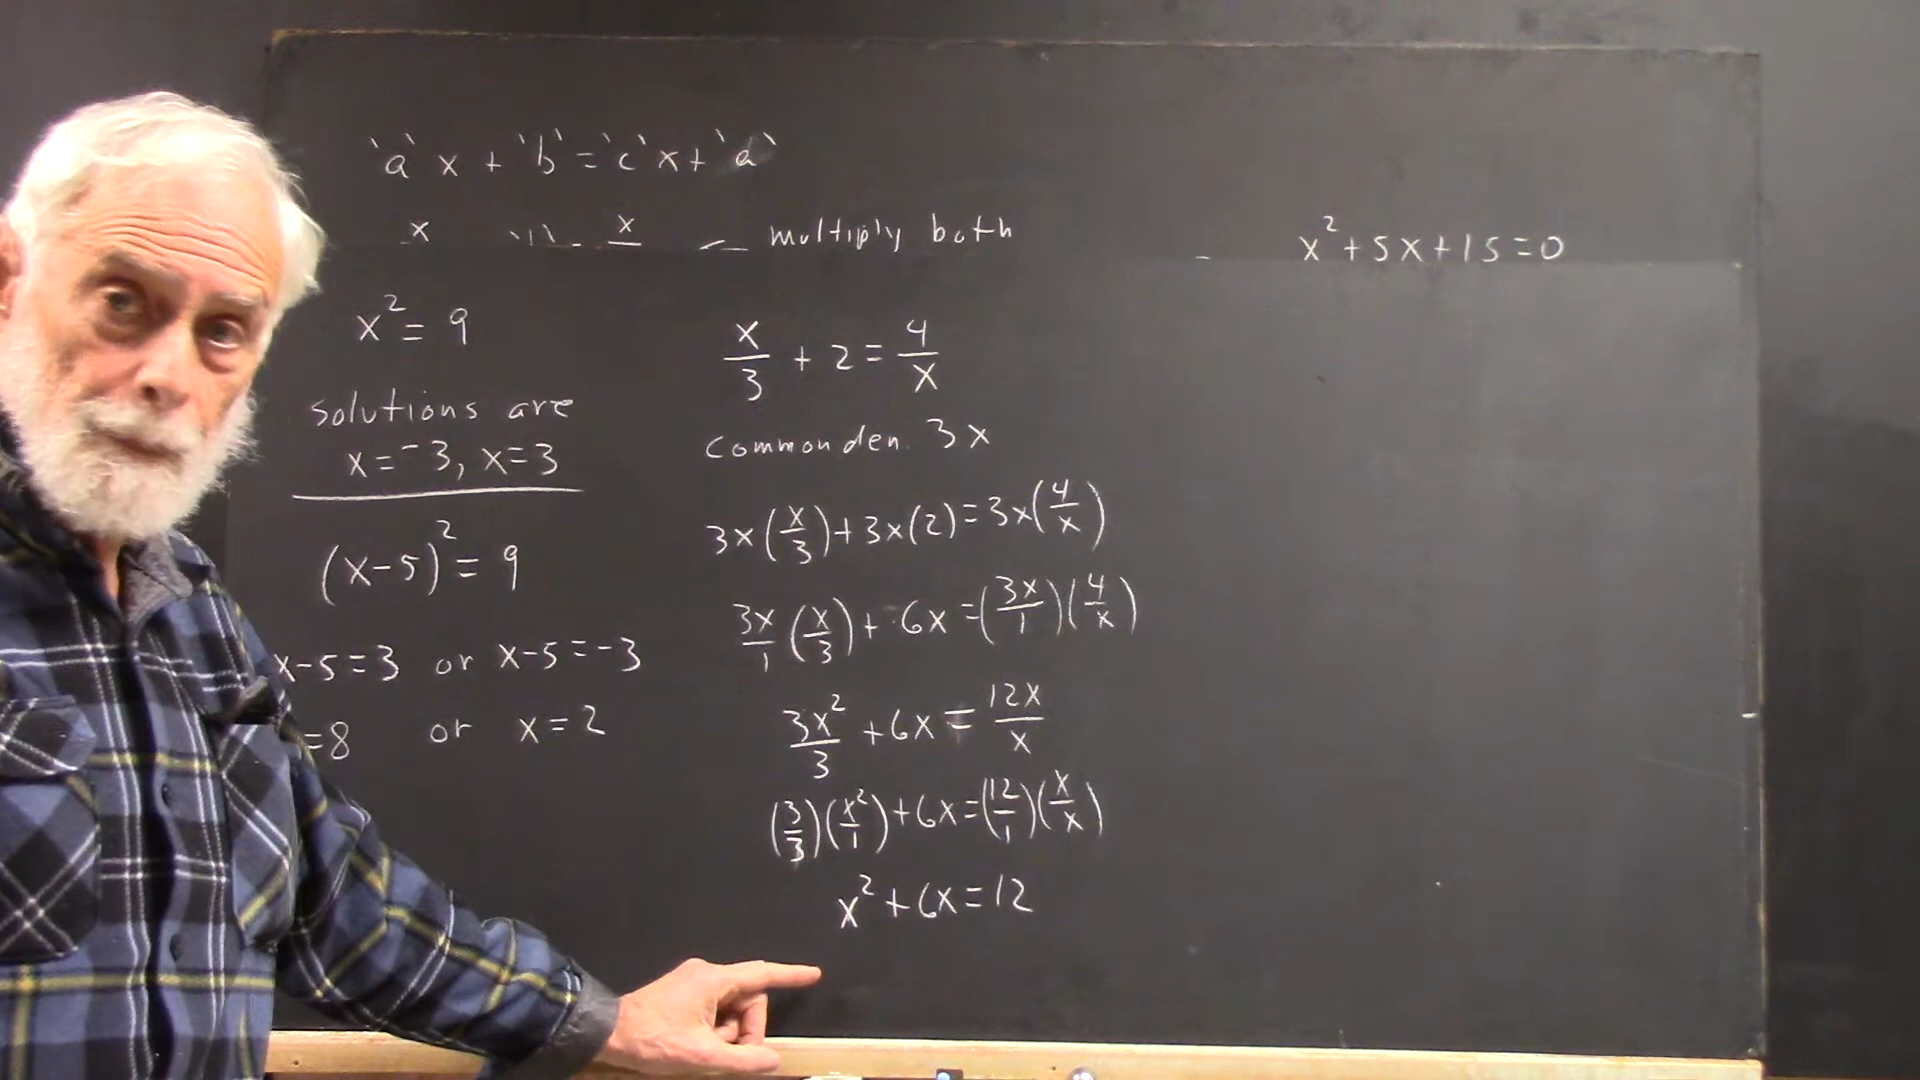 'a' x + 'b' = 'c' x + 'd'
multiply both
x² = 9
solutions are
x = ⁻3, x = 3
(x-5)² = 9
x-5 = 3 or x-5 = -3
=8 or x = 2
x/3 + 2 = 4/x
Common den. 3x
3x(x/3) + 3x(2) = 3x(4/x)
3x/1 (x/3) + 6x = (3x/1)(4/x)
3x²/3 + 6x = 12x/x
(3/3)(x²/1) + 6x = (12/1)(x/x)
x² + 6x = 12
x² + 5x + 15 = 0